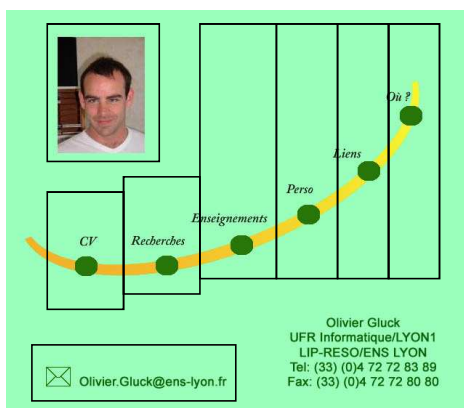 Où ?
Liens
Perso
Enseignements
Recherches
CV
Olivier Gluck
UFR Informatique/LYON1
LIP-RESO/ENS LYON
Tel: (33) (0)4 72 72 83 89
Fax: (33) (0)4 72 72 80 80
Olivier.Gluck@ens-lyon.fr